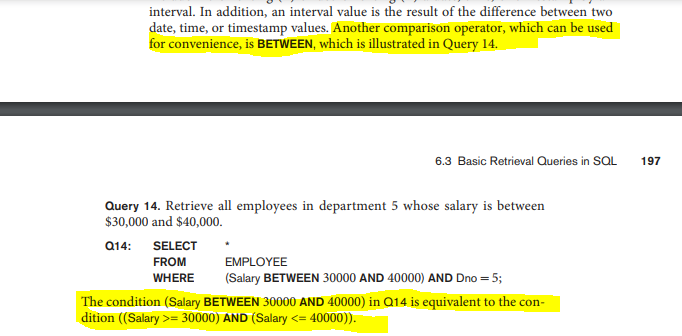 interval. In addition, an interval value is the result of the difference between two
date, time, or timestamp values. Another comparison operator, which can be used
for convenience, is BETWEEN, which is illustrated in Query 14.
6.3 Basic Retrieval Queries in SQL 197
Query 14. Retrieve all employees in department 5 whose salary is between
$30,000 and $40,000.
Q14: SELECT *
FROM EMPLOYEE
WHERE (Salary BETWEEN 30000 AND 40000) AND Dno = 5;
The condition (Salary BETWEEN 30000 AND 40000) in Q14 is equivalent to the con-
dition ((Salary >= 30000) AND (Salary <= 40000)).